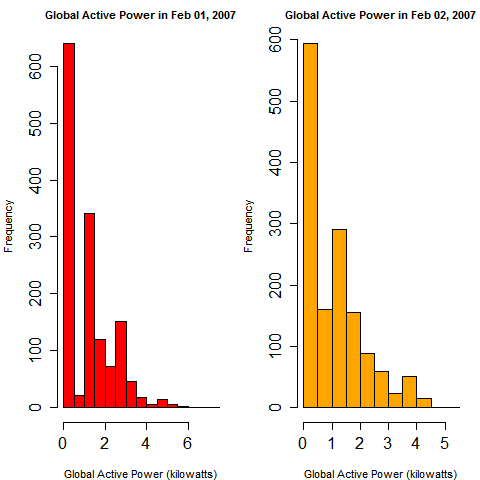 Global Active Power in Feb 01, 2007
Frequency
600
500
400
300
200
100
0
0 2 4 6
Global Active Power (kilowatts)
Global Active Power in Feb 02, 2007
Frequency
600
500
400
300
200
100
0
0 1 2 3 4 5
Global Active Power (kilowatts)